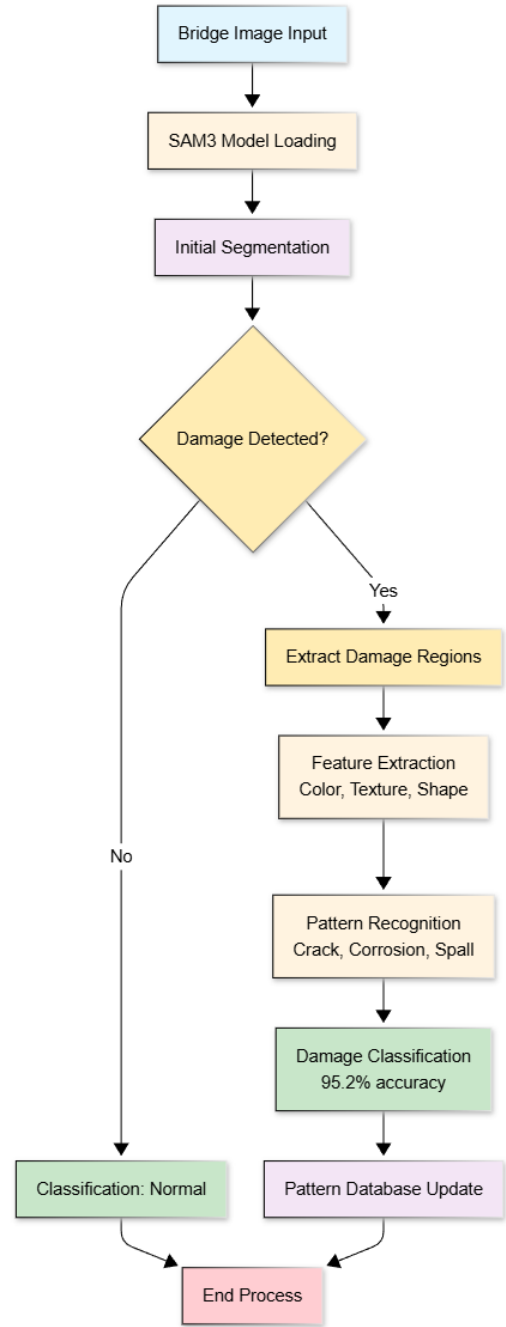 Bridge Image Input
SAM3 Model Loading
Initial Segmentation
Damage Detected?
Yes
Extract Damage Regions
Feature Extraction
Color, Texture, Shape
No
Pattern Recognition
Crack, Corrosion, Spall
Damage Classification
95.2% accuracy
Classification: Normal
Pattern Database Update
End Process